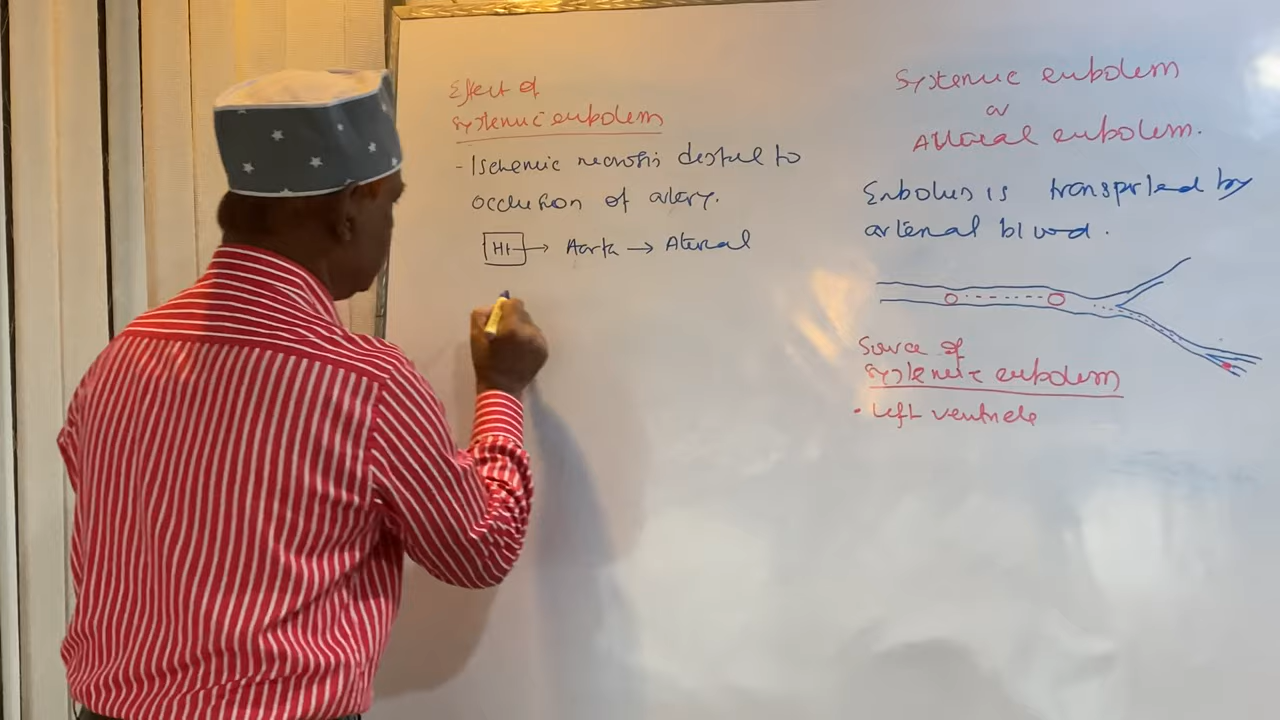 Effect of
systemic embolism
- Ischemic necrosis distal to
occlusion of artery.
Ht → Aorta → Arterial
Systemic embolism
or
Arterial embolism.
Embolus is transported by
arterial blood.
Source of
systemic embolism
• Left ventricle